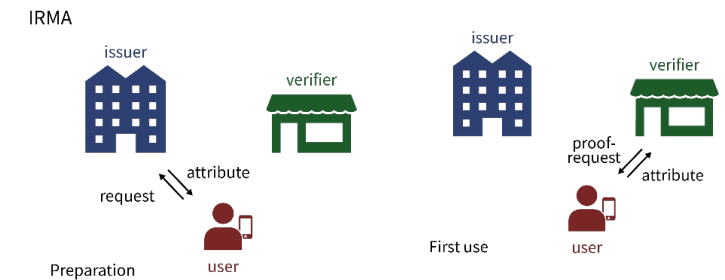 IRMA
issuer
verifier
attribute
request
user
Preparation
issuer
verifier
proof-
request
attribute
First use
user